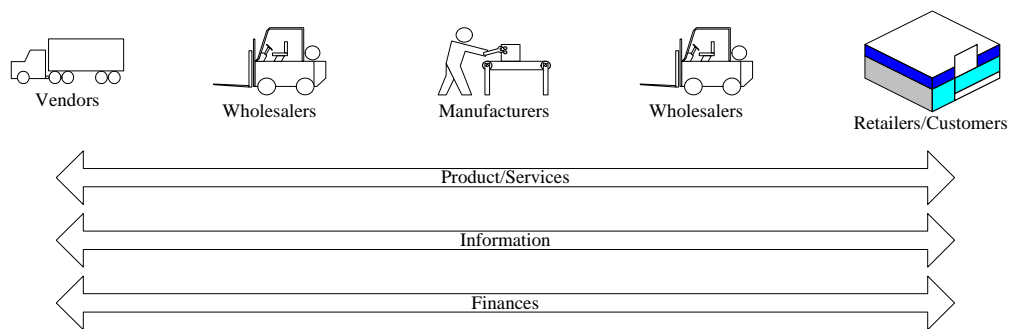 Vendors
Wholesalers
Manufacturers
Wholesalers
Retailers/Customers
Product/Services
Information
Finances